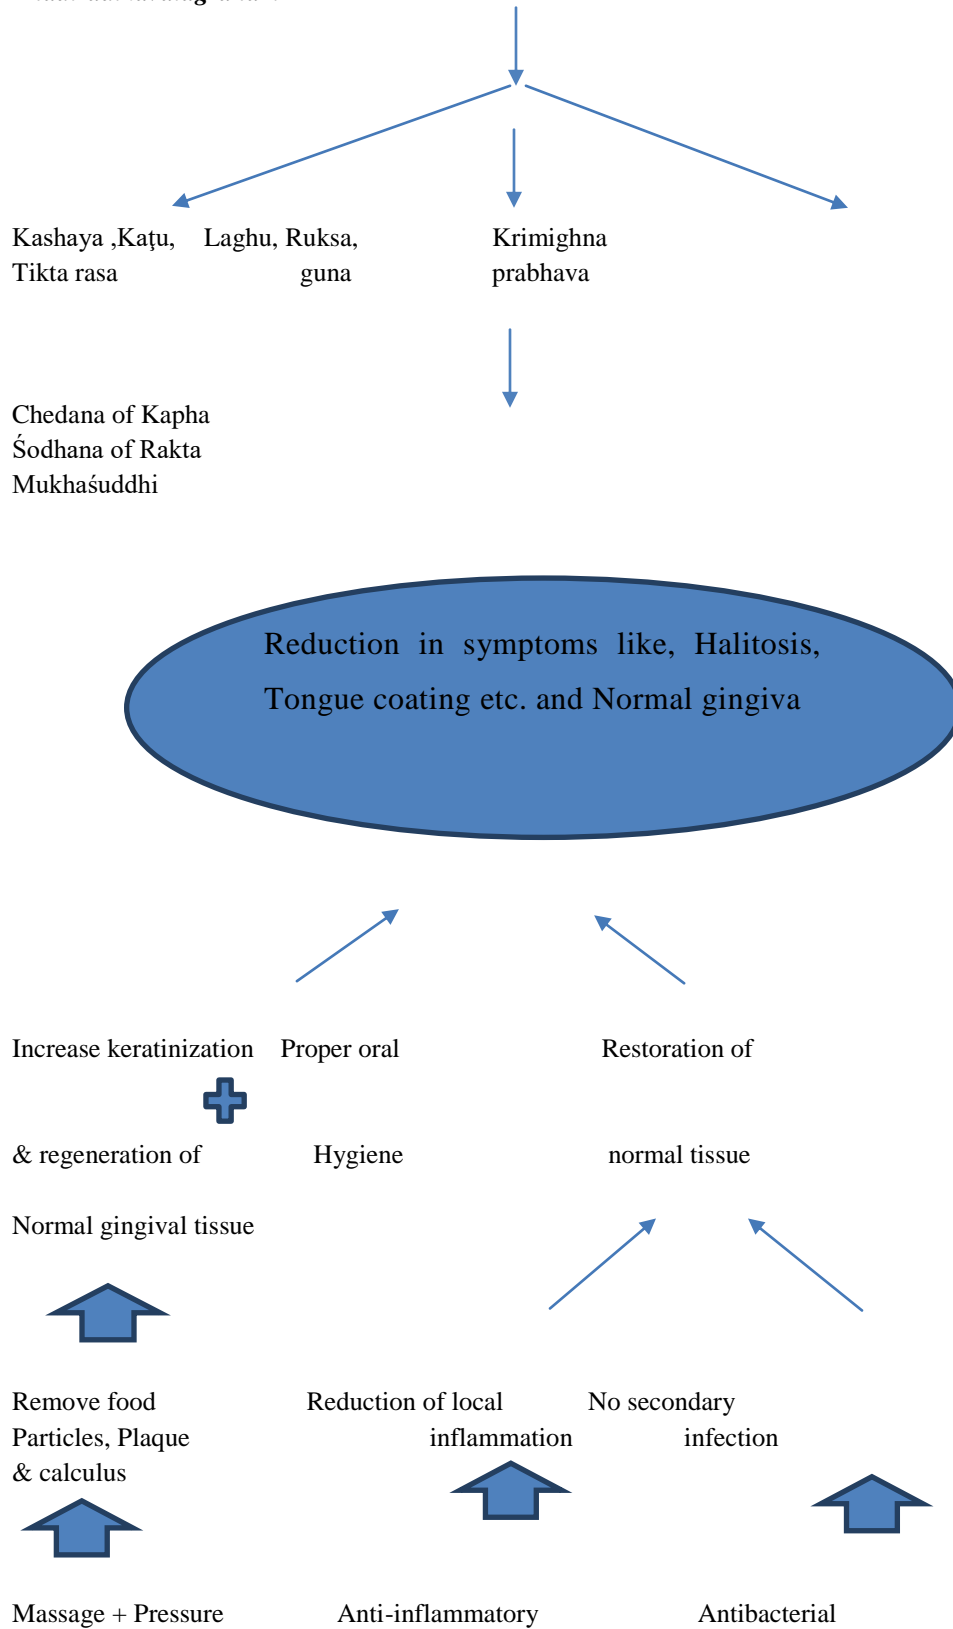 Kashaya ,Kaţu, Laghu, Ruksa, Krimighna
Tikta rasa guna prabhava
Chedana of Kapha
Śodhana of Rakta
Mukhaśuddhi
Reduction in symptoms like, Halitosis,
Tongue coating etc. and Normal gingiva
Increase keratinization Proper oral Restoration of
& regeneration of Hygiene normal tissue
Normal gingival tissue
Remove food Reduction of local No secondary
Particles, Plaque inflammation infection
& calculus
Massage + Pressure Anti-inflammatory Antibacterial